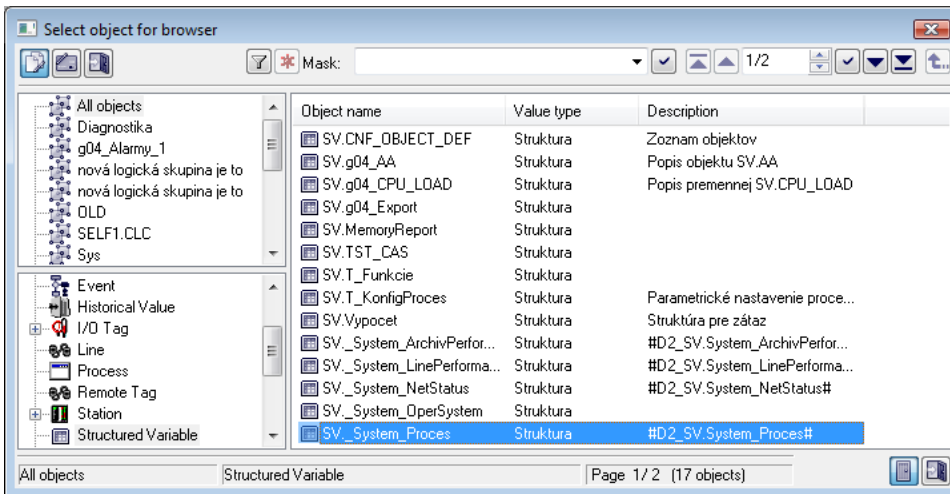 Select object for browser
Mask:
1/2
All objects
Diagnostika
g04_Alarmy_1
nová logická skupina je to
nová logická skupina je to
OLD
SELF1.CLC
Sys
Event
Historical Value
I/O Tag
Line
Process
Remote Tag
Station
Structured Variable
Object name Value type Description
SV.CNF_OBJECT_DEF Struktura Zoznam objektov
SV.g04_AA Struktura Popis objektu SV.AA
SV.g04_CPU_LOAD Struktura Popis premennej SV.CPU_LOAD
SV.g04_Export Struktura
SV.MemoryReport Struktura
SV.TST_CAS Struktura
SV.T_Funkcie Struktura
SV.T_KonfigProces Struktura Parametrické nastavenie proce...
SV.Vypocet Struktura Struktúra pre zátaz
SV._System_ArchivPerfor... Struktura #D2_SV.System_ArchivPerfor...
SV._System_LinePerforma... Struktura #D2_SV.System_LinePerforma...
SV._System_NetStatus Struktura #D2_SV.System_NetStatus#
SV._System_OperSystem Struktura
SV._System_Proces Struktura #D2_SV.System_Proces#
All objects Structured Variable Page 1/2 (17 objects)